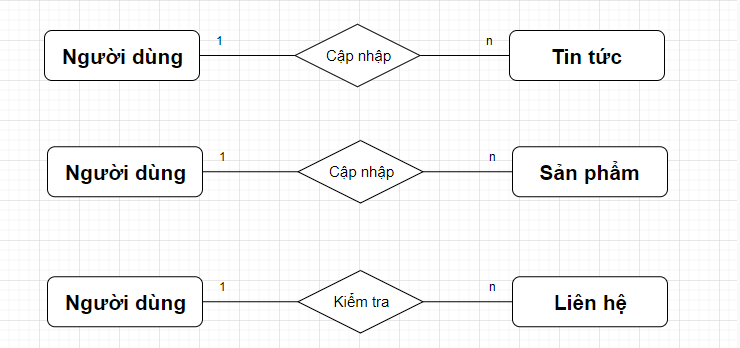 Người dùng 1 Cập nhập n Tin tức
Người dùng 1 Cập nhập n Sản phẩm
Người dùng 1 Kiểm tra n Liên hệ